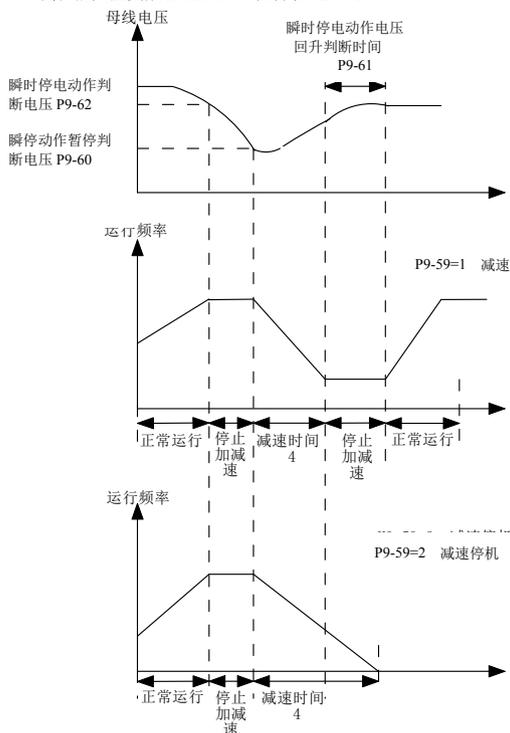 母线电压
瞬时停电动作电压
回升判断时间
P9-61
瞬时停电动作判
断电压 P9-62
瞬停动作暂停判
断电压 P9-60
运行频率
P9-59=1 减速
正常运行
停止
加减
速
减速时间
4
停止
加减
速
正常运行
运行频率
P9-59=2 减速停机
正常运行
停止
加减
速
减速时间
4